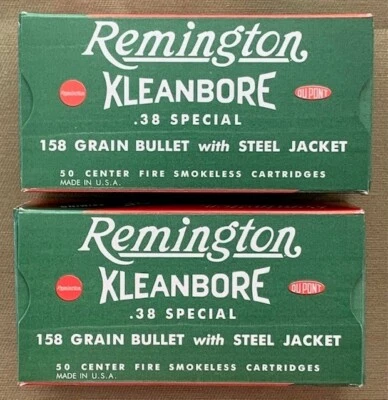 Remington
Remington
KLEANBORE
DU PONT
.38 SPECIAL
158 GRAIN BULLET with STEEL JACKET
50 CENTER FIRE SMOKELESS CARTRIDGES
MADE IN U.S.A.
Remington
Remington
KLEANBORE
DU PONT
.38 SPECIAL
158 GRAIN BULLET with STEEL JACKET
50 CENTER FIRE SMOKELESS CARTRIDGES
MADE IN U.S.A.